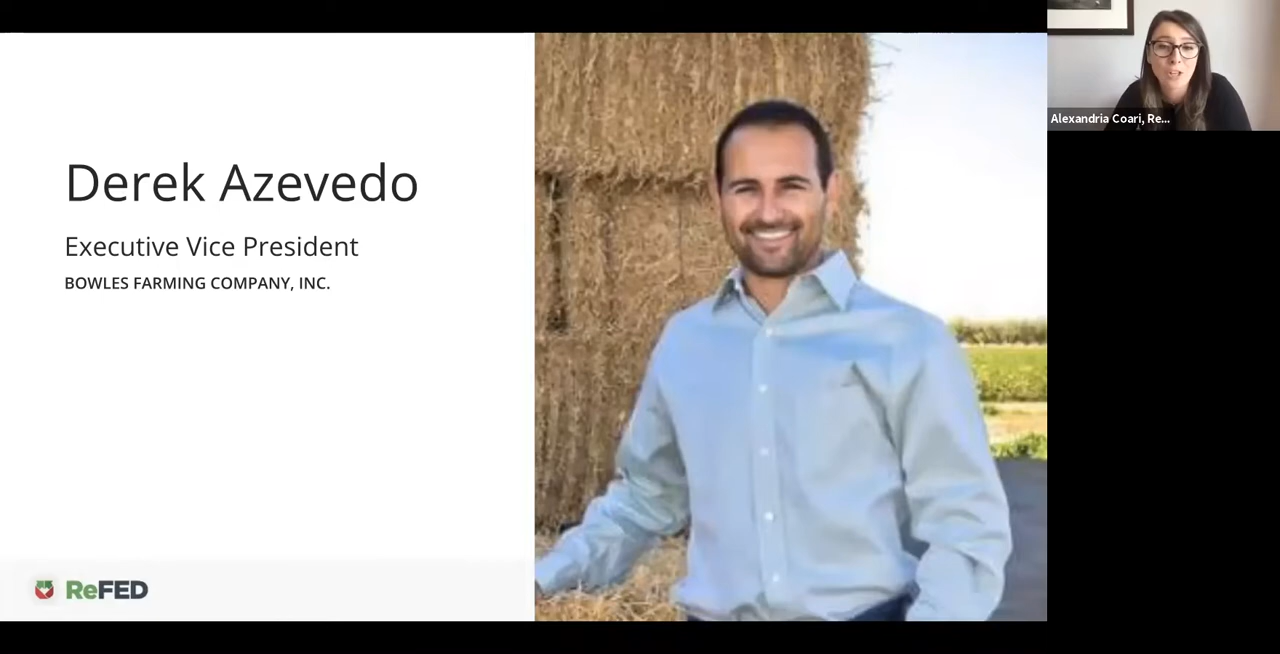 Derek Azevedo
Executive Vice President
BOWLES FARMING COMPANY, INC.
ReFED
Alexandria Coari, Re...